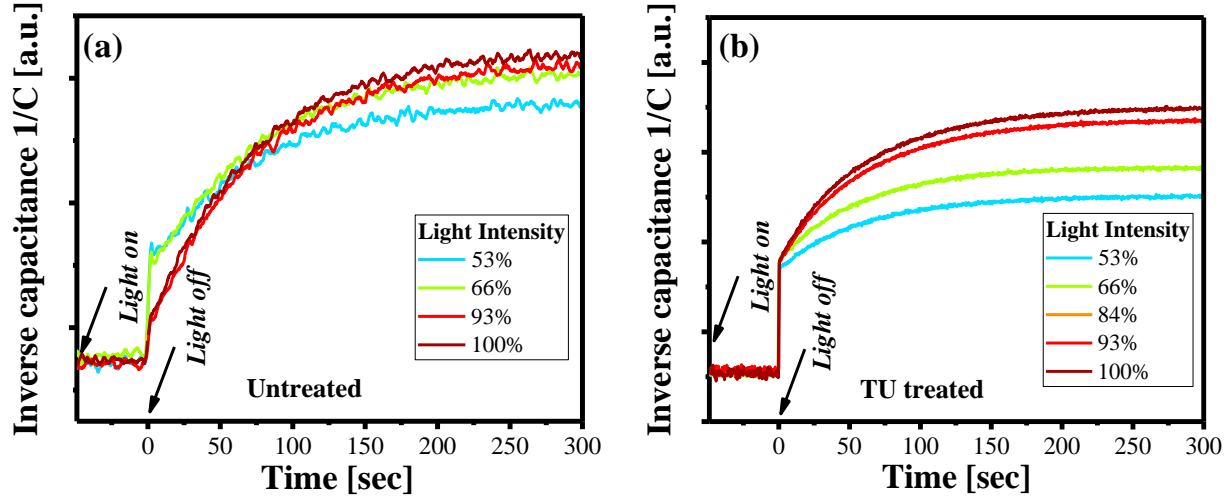 (a)
Inverse capacitance 1/C [a.u.]
Light on
Light off
Light Intensity
53%
66%
93%
100%
Untreated
0 50 100 150 200 250 300
Time [sec]
(b)
Inverse capacitance 1/C [a.u.]
Light on
Light off
Light Intensity
53%
66%
84%
93%
100%
TU treated
0 50 100 150 200 250 300
Time [sec]